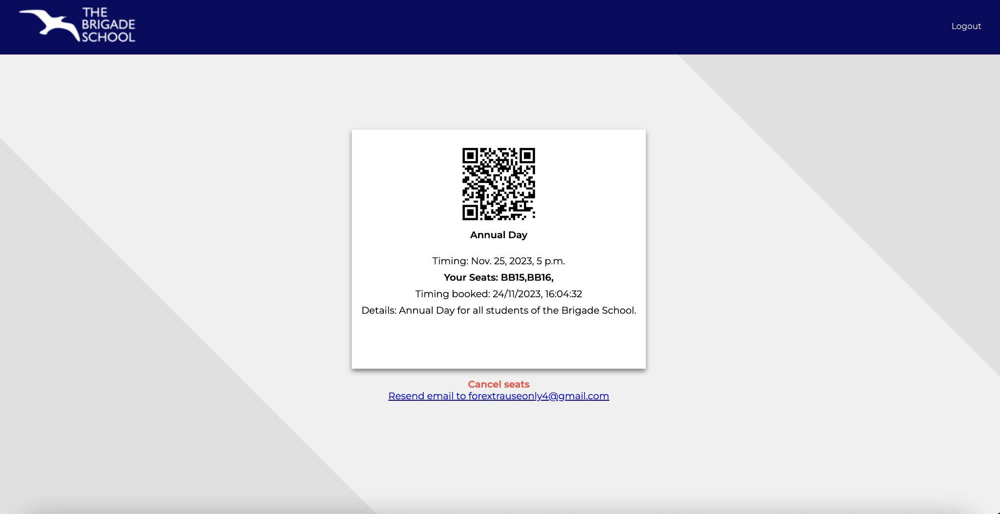 THE
BRIGADE
SCHOOL
Logout
Annual Day
Timing: Nov. 25, 2023, 5 p.m.
Your Seats: BB15,BB16,
Timing booked: 24/11/2023, 16:04:32
Details: Annual Day for all students of the Brigade School.
Cancel seats
Resend email to forextrauseonly4@gmail.com